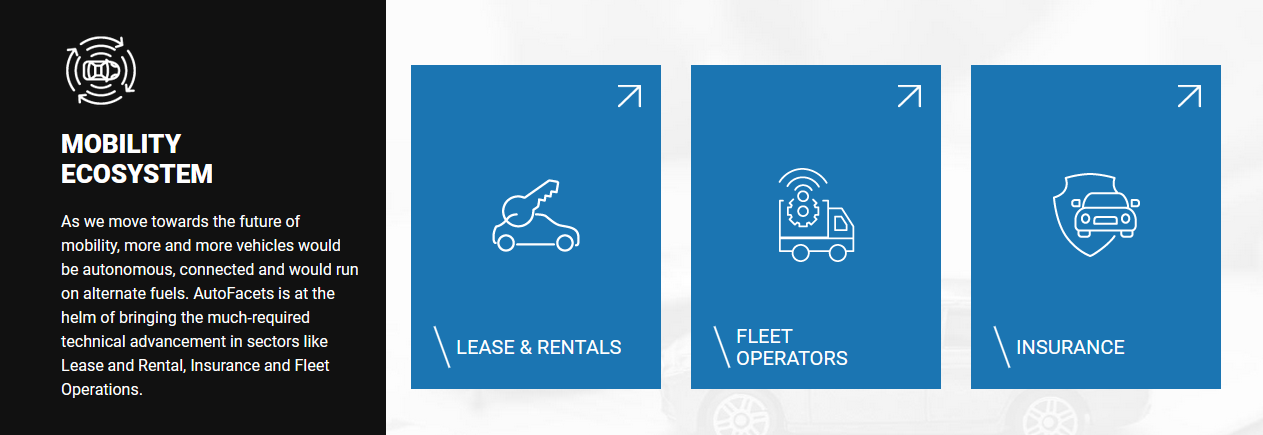 MOBILITY
ECOSYSTEM
As we move towards the future of
mobility, more and more vehicles would
be autonomous, connected and would run
on alternate fuels. AutoFacets is at the
helm of bringing the much-required
technical advancement in sectors like
Lease and Rental, Insurance and Fleet
Operations.
LEASE & RENTALS
FLEET
OPERATORS
INSURANCE